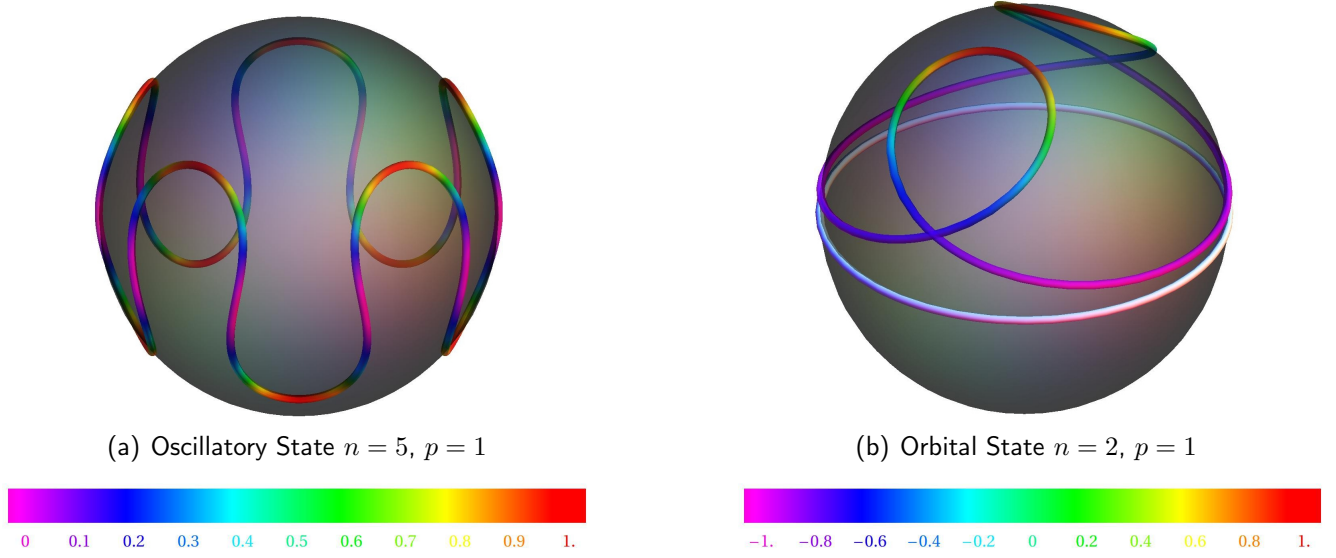 (a) Oscillatory State n = 5, p = 1
(b) Orbital State n = 2, p = 1
0 0.1 0.2 0.3 0.4 0.5 0.6 0.7 0.8 0.9 1.
−1. −0.8 −0.6 −0.4 −0.2 0 0.2 0.4 0.6 0.8 1.